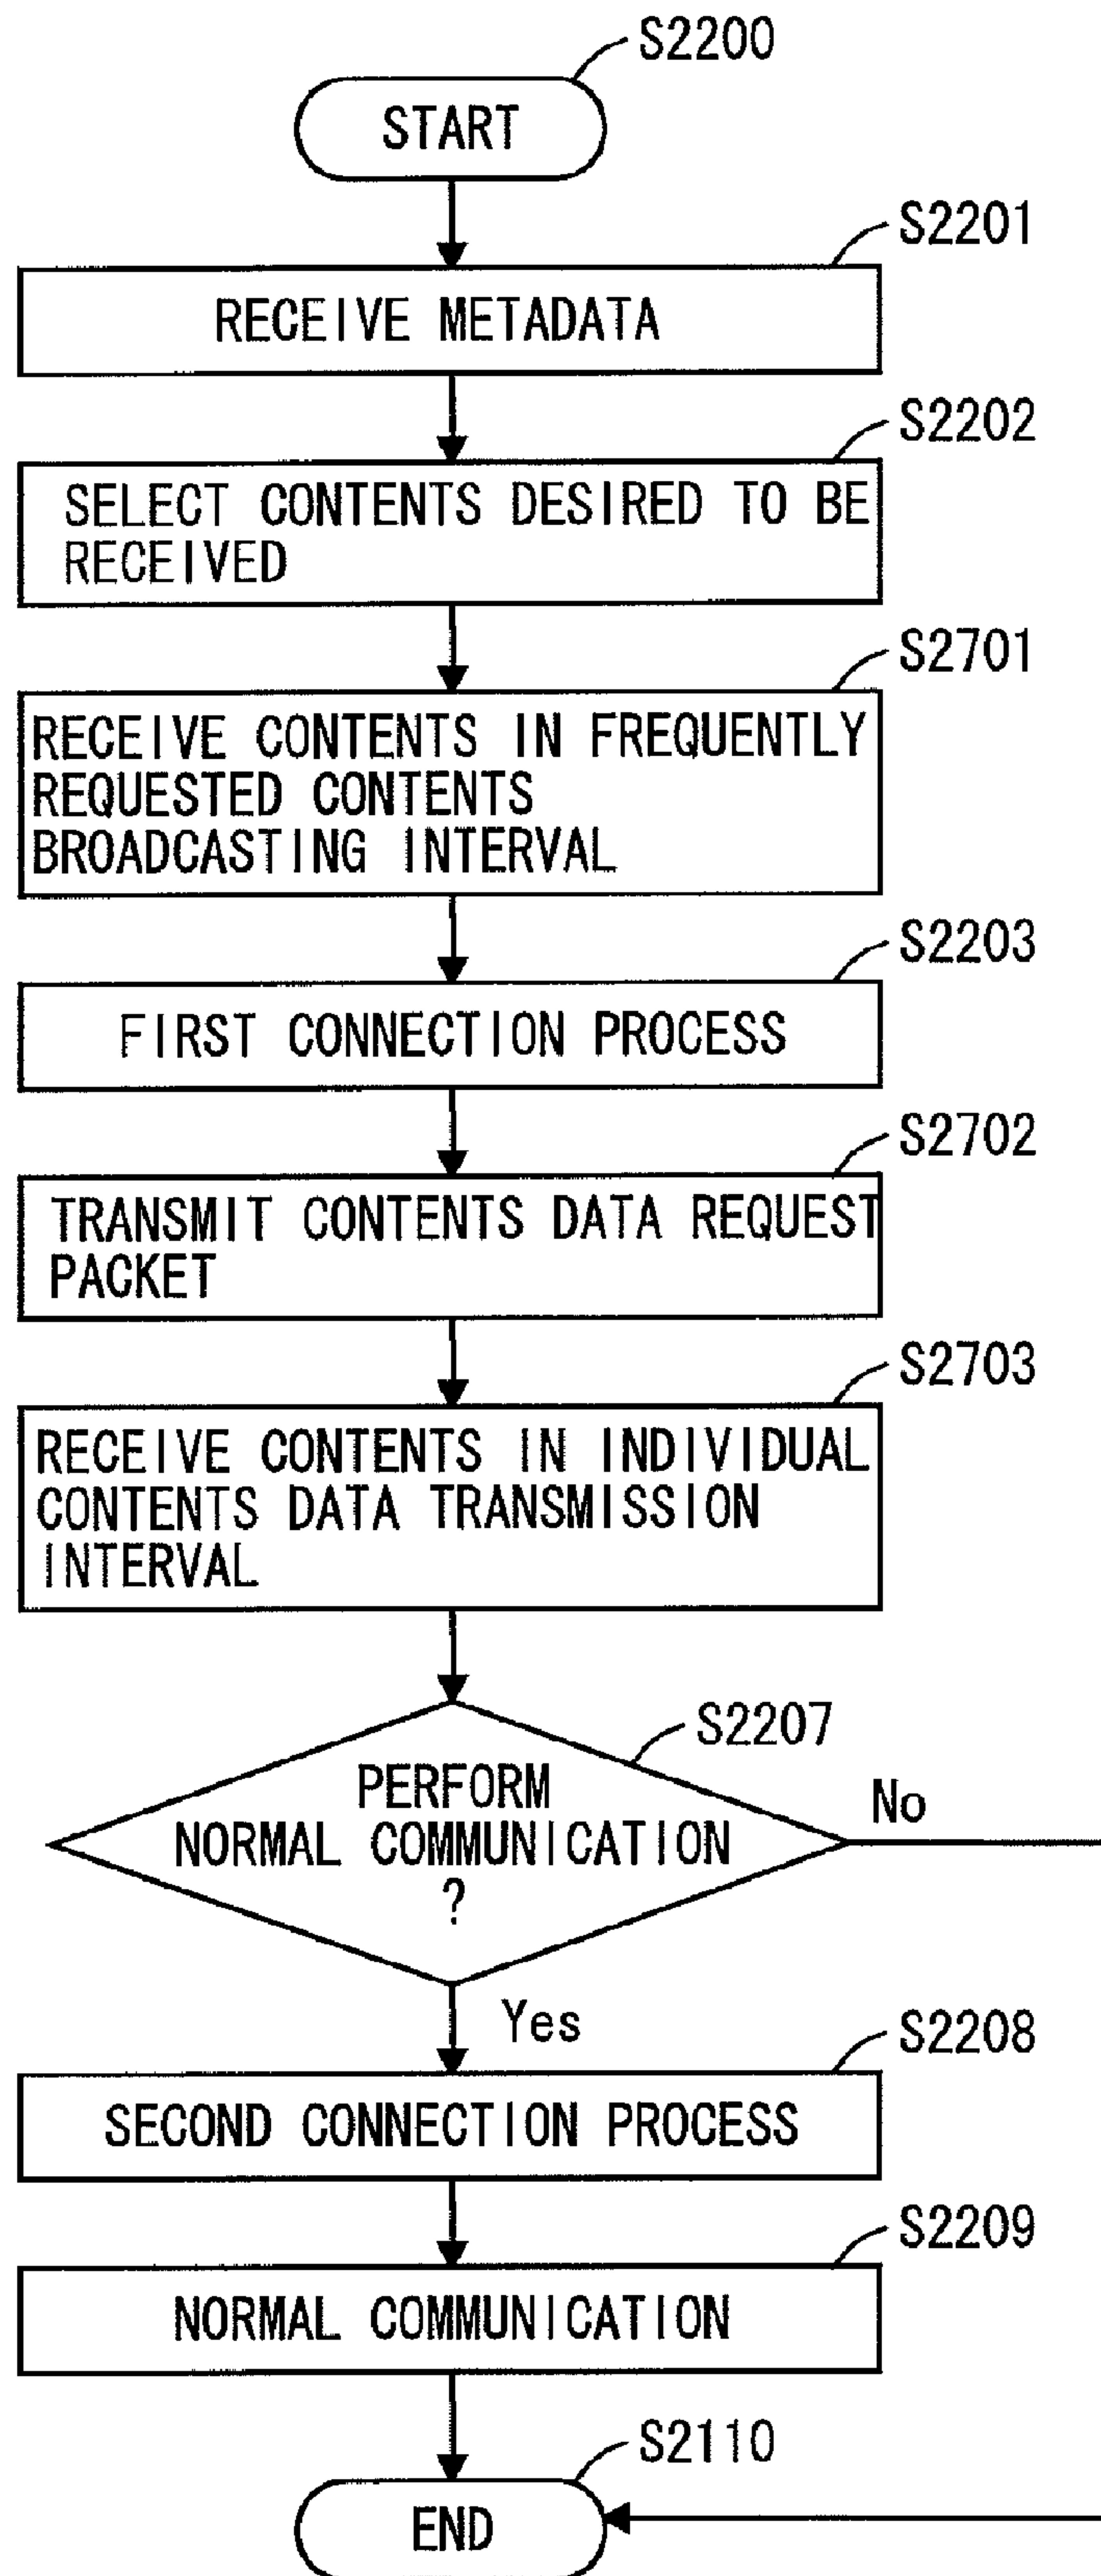 S2200
START
S2201
RECEIVE METADATA
S2202
SELECT CONTENTS DESIRED TO BE
RECEIVED
S2701
RECEIVE CONTENTS IN FREQUENTLY
REQUESTED CONTENTS
BROADCASTING INTERVAL
S2203
FIRST CONNECTION PROCESS
S2702
TRANSMIT CONTENTS DATA REQUEST
PACKET
S2703
RECEIVE CONTENTS IN INDIVIDUAL
CONTENTS DATA TRANSMISSION
INTERVAL
S2207
PERFORM
NORMAL COMMUNICATION
?
No
Yes
S2208
SECOND CONNECTION PROCESS
S2209
NORMAL COMMUNICATION
S2110
END